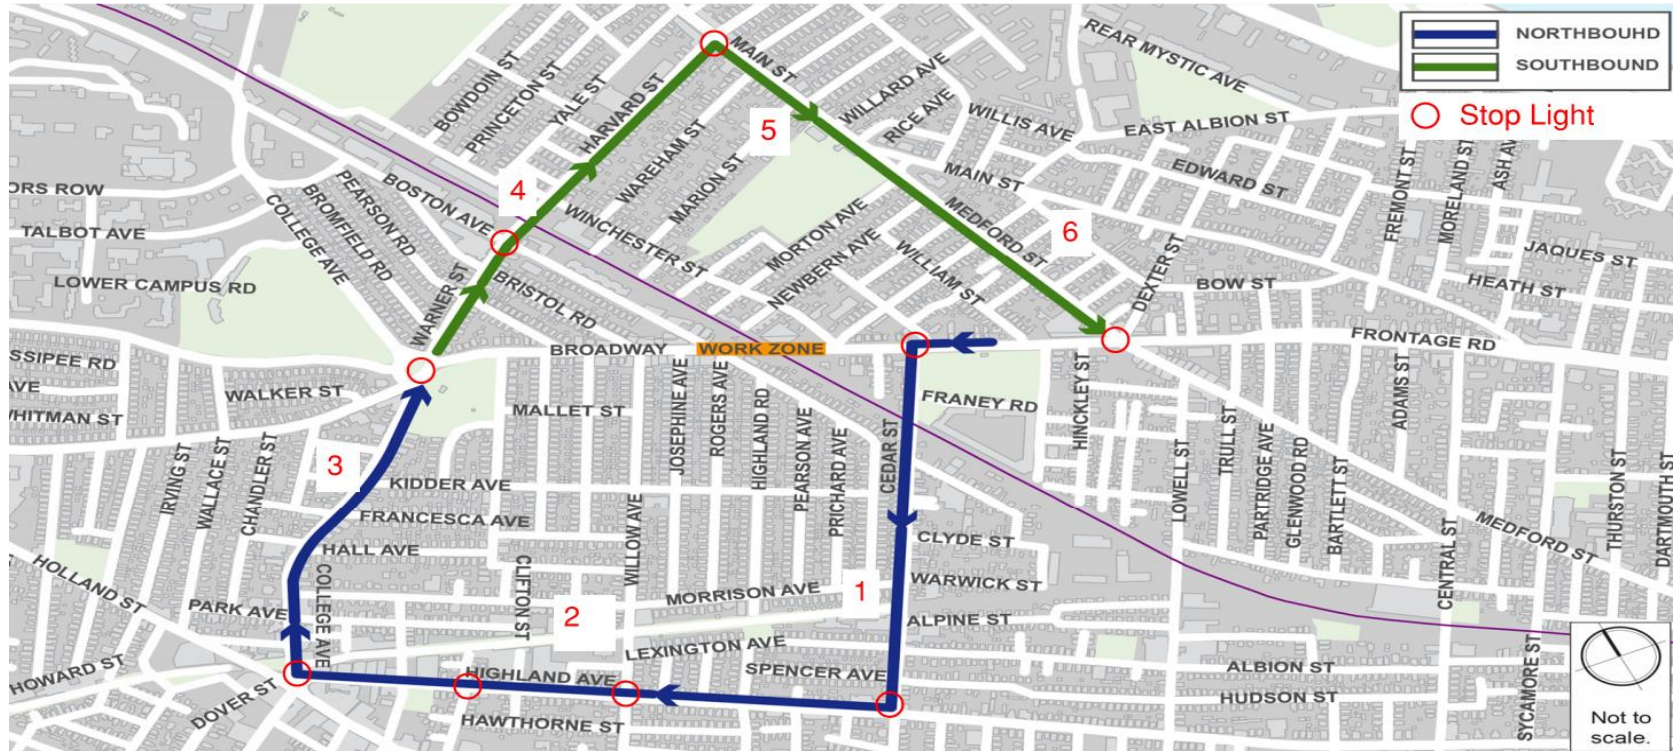 NORTHBOUHD
SOUTHBOUND
Stop Light
REAR MYSTIC AVE
MAIN ST
BOWDOIN ST
PRINCETON ST
YALE ST
HARVARD ST
WILLARD AVE
RICE AVE
WILLIS AVE
EAST ALBION ST
5
WAREHAM ST
MARION ST
MAIN ST
EDWARD ST
FREMONT ST
MORELAND ST
ASH AV
ORS ROW
PEARSON RD
BROMFIELD RD
COLLEGE AVE
BOSTON AVE
4
WINCHESTER ST
MORTON AVE
NEWBERN AVE
WILLIAM ST
MEDFORD ST
6
DEXTER ST
JAQUES ST
TALBOT AVE
LOWER CAMPUS RD
WARNER ST
BRISTOL RD
BOW ST
HEATH ST
SSIPEE RD
BROADWAY
WORK ZONE
FRONTAGE RD
AVE
WALKER ST
WHITMAN ST
MALLET ST
JOSEPHINE AVE
ROGERS AVE
HIGHLAND RD
PEARSON AVE
PRICHARD AVE
CEDAR ST
FRANEY RD
HINCKLEY ST
LOWELL ST
TRULL ST
PARTRIDGE AVE
GLENWOOD RD
BARTLETT ST
ADAMS ST
3
IRVING ST
WALLACE ST
CHANDLER ST
KIDDER AVE
FRANCESCA AVE
HALL AVE
WILLOW AVE
CLIFTON ST
CLYDE ST
WARWICK ST
MEDFORD ST
THURSTON ST
DARTMOUTH ST
CENTRAL ST
HOLLAND ST
PARK AVE
COLLEGE AVE
2
MORRISON AVE
1
ALPINE ST
LEXINGTON AVE
SPENCER AVE
ALBION ST
HUDSON ST
SYCAMORE ST
HOWARD ST
DOVER ST
HIGHLAND AVE
HAWTHORNE ST
Not to
scale.